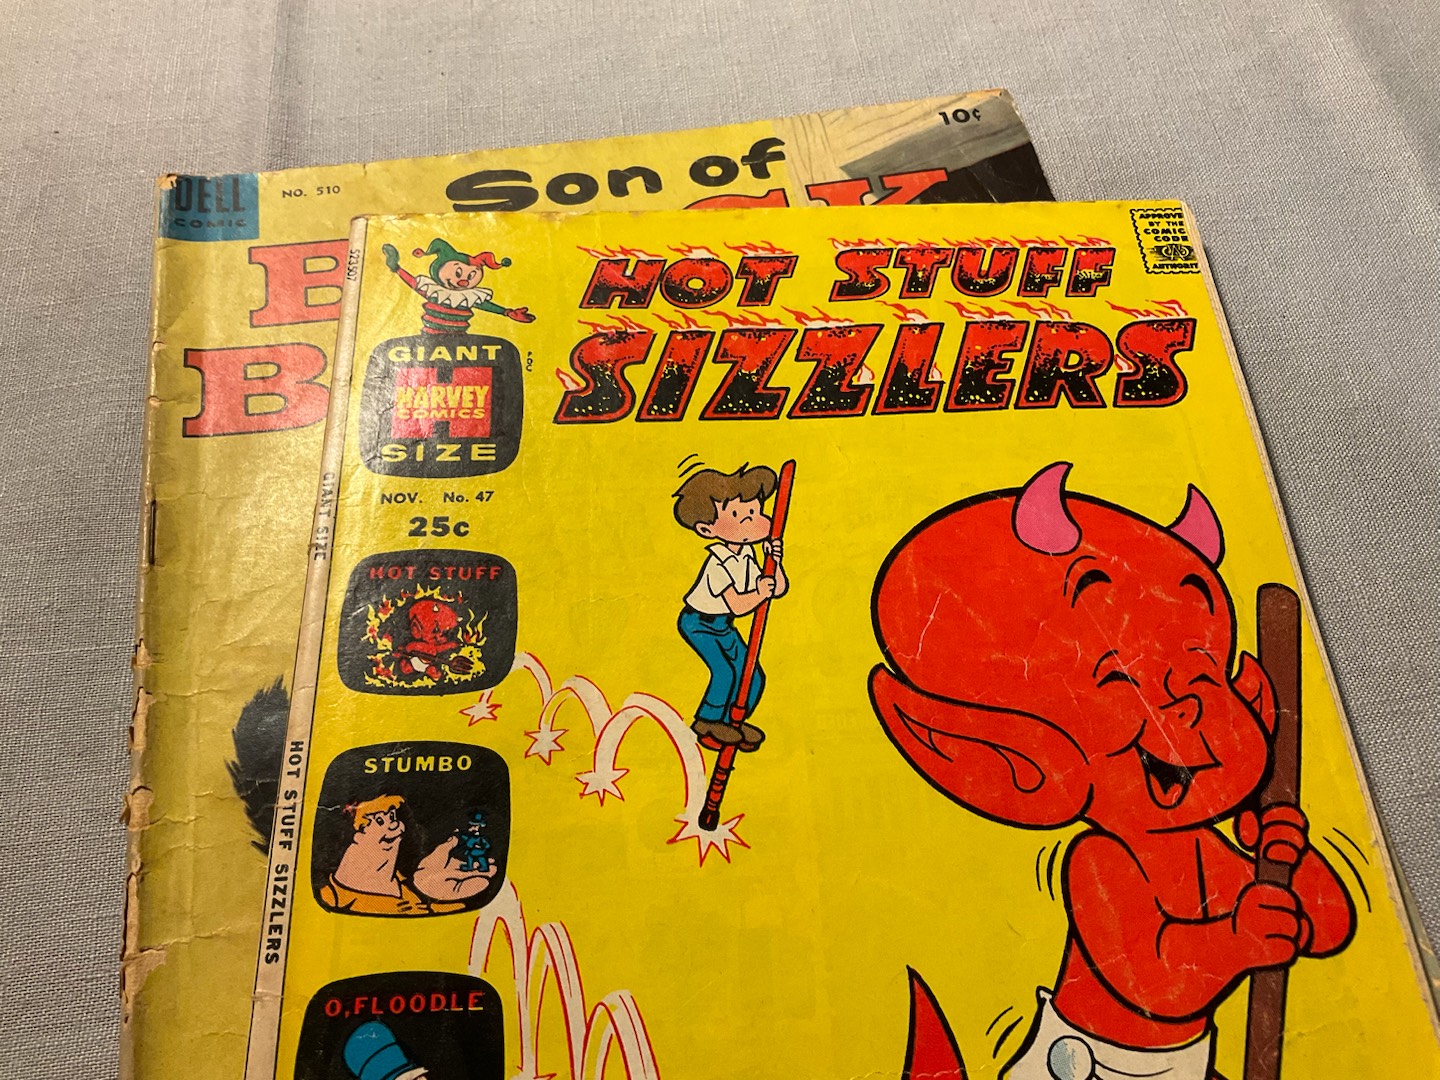 DELL
COMIC
NO. 510
Son of
10¢
B
B
523507
GIANT
HARVEY
COMICS
SIZE
NOV. No. 47
25c
HOT STUFF
SIZZLERS
APPROVED
BY THE
COMICS
CODE
AUTHORITY
HOT STUFF
STUMBO
O,FLOODLE
GIANT SIZE
HOT STUFF SIZZLERS